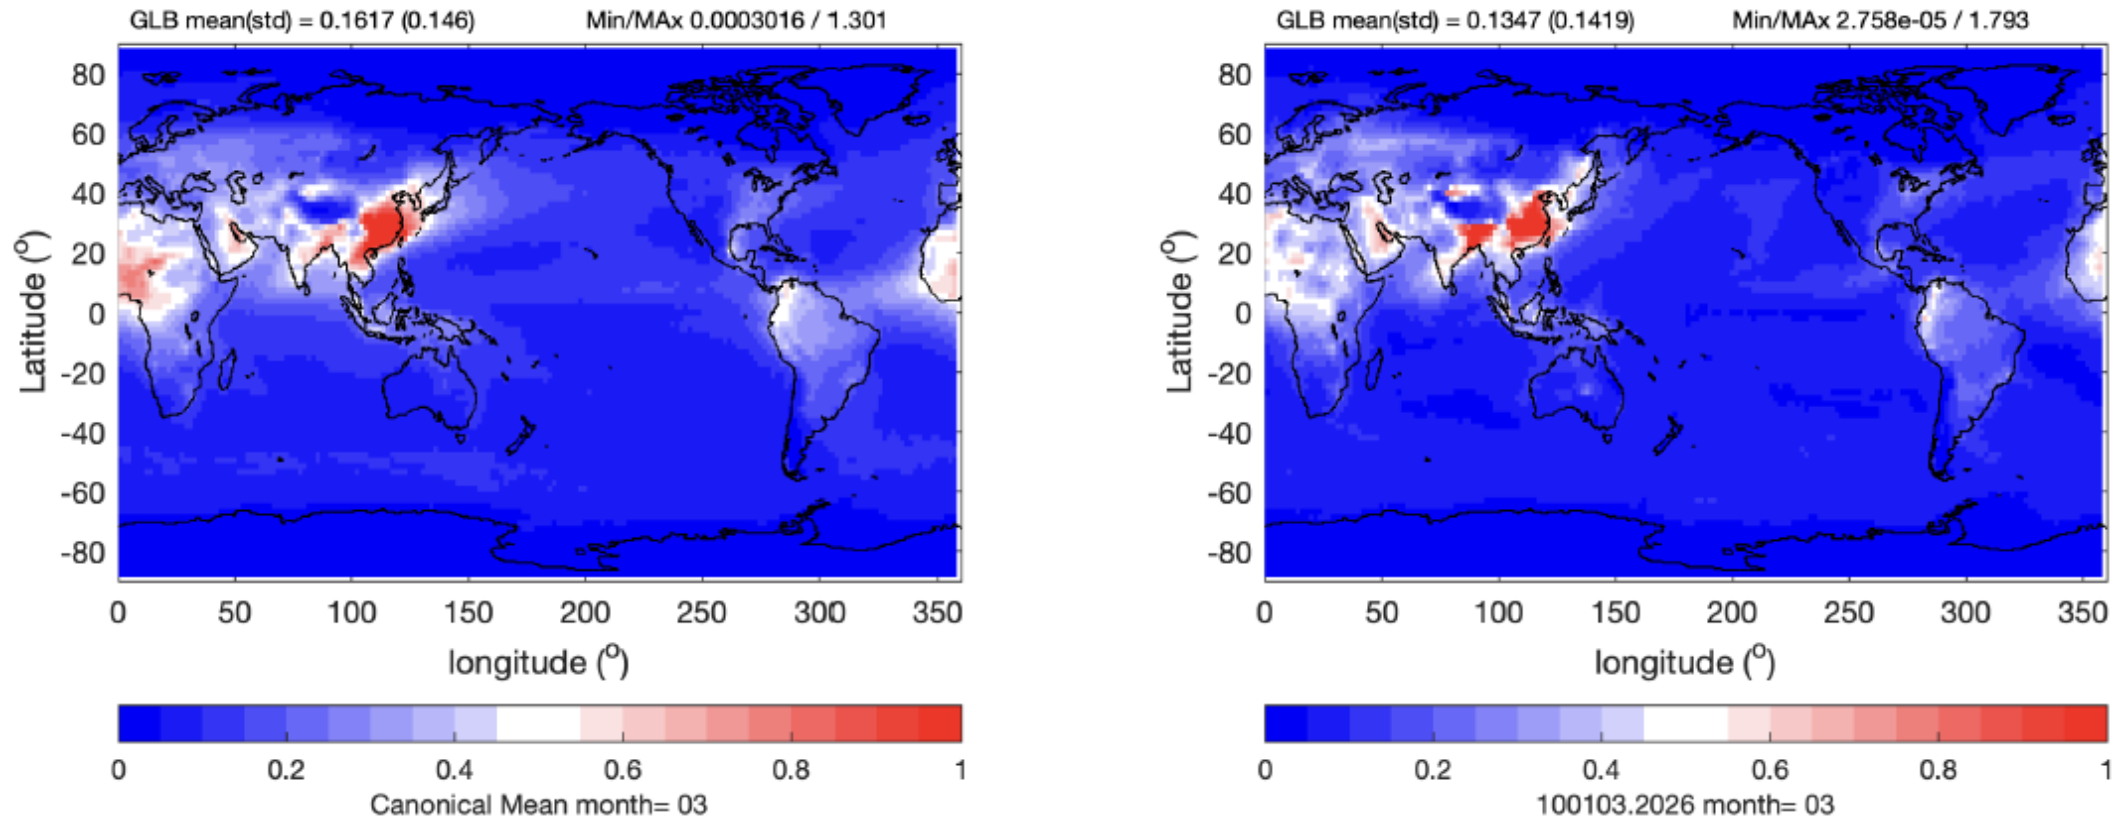 GLB mean(std) = 0.1617 (0.146) Min/MAx 0.0003016 / 1.301
80
60
40
20
0
-20
-40
-60
-80
Latitude (o)
0 50 100 150 200 250 300 350
longitude (o)
0 0.2 0.4 0.6 0.8 1
Canonical Mean month= 03
GLB mean(std) = 0.1347 (0.1419) Min/MAx 2.758e-05 / 1.793
80
60
40
20
0
-20
-40
-60
-80
Latitude (o)
0 50 100 150 200 250 300 350
longitude (o)
0 0.2 0.4 0.6 0.8 1
100103.2026 month= 03